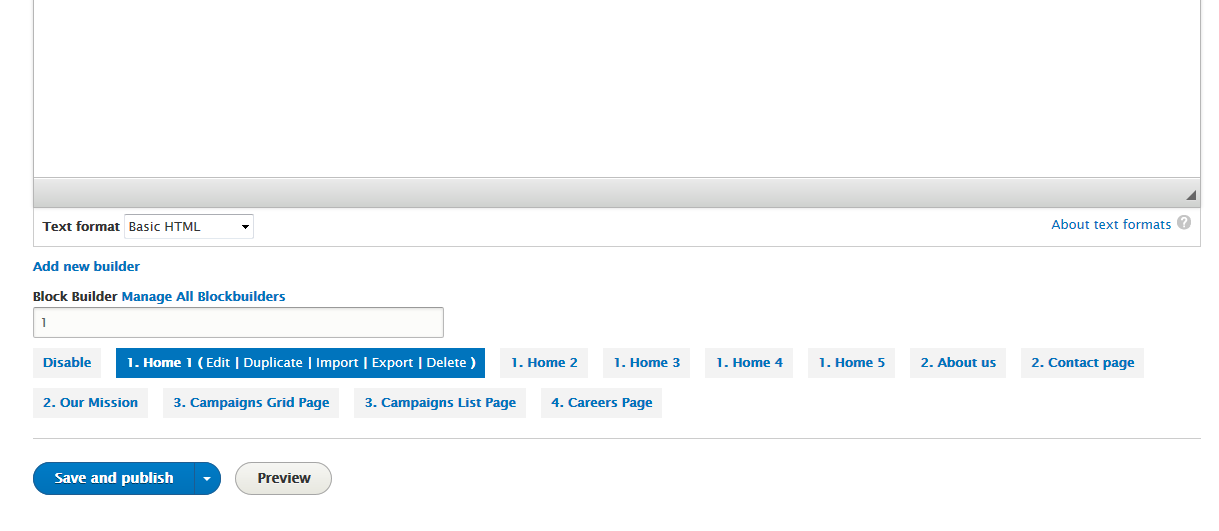 Text format Basic HTML About text formats ?
Add new builder
Block Builder Manage All Blockbuilders
1
Disable 1. Home 1 ( Edit | Duplicate | Import | Export | Delete ) 1. Home 2 1. Home 3 1. Home 4 1. Home 5 2. About us 2. Contact page
2. Our Mission 3. Campaigns Grid Page 3. Campaigns List Page 4. Careers Page
Save and publish Preview